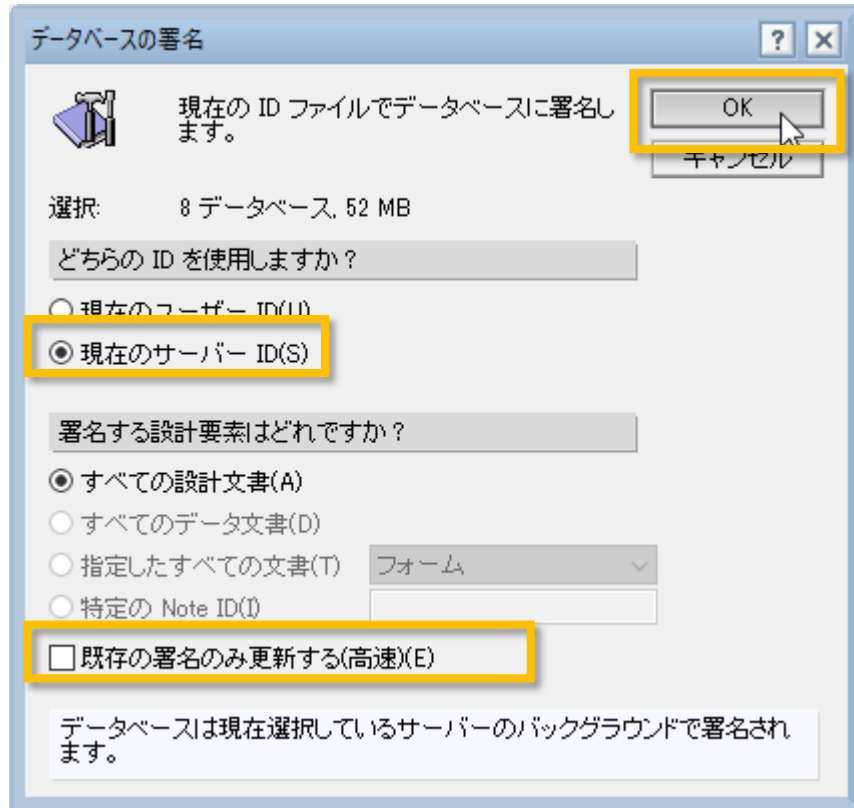 データベースの署名
現在の ID ファイルでデータベースに署名し
ます。
OK
キャンセル
選択:
8 データベース, 52 MB
どちらの ID を使用しますか？
現在のユーザー ID(U)
現在のサーバー ID(S)
署名する設計要素はどれですか？
すべての設計文書(A)
すべてのデータ文書(D)
指定したすべての文書(T)
フォーム
特定の Note ID(I)
既存の署名のみ更新する(高速)(E)
データベースは現在選択しているサーバーのバックグラウンドで署名され
ます。